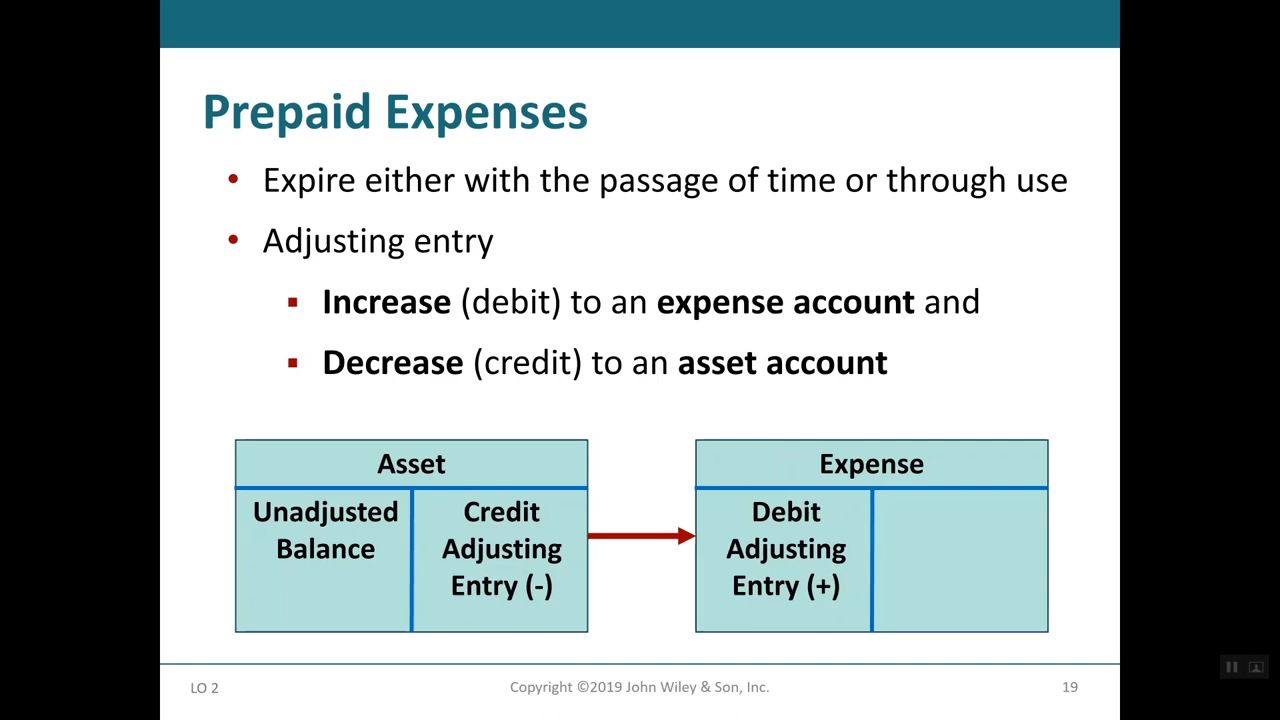 Prepaid Expenses
• Expire either with the passage of time or through use
• Adjusting entry
▪ Increase (debit) to an expense account and
▪ Decrease (credit) to an asset account
Asset
Unadjusted
Balance
Credit
Adjusting
Entry (-)
Expense
Debit
Adjusting
Entry (+)
LO 2
Copyright ©2019 John Wiley & Son, Inc.
19